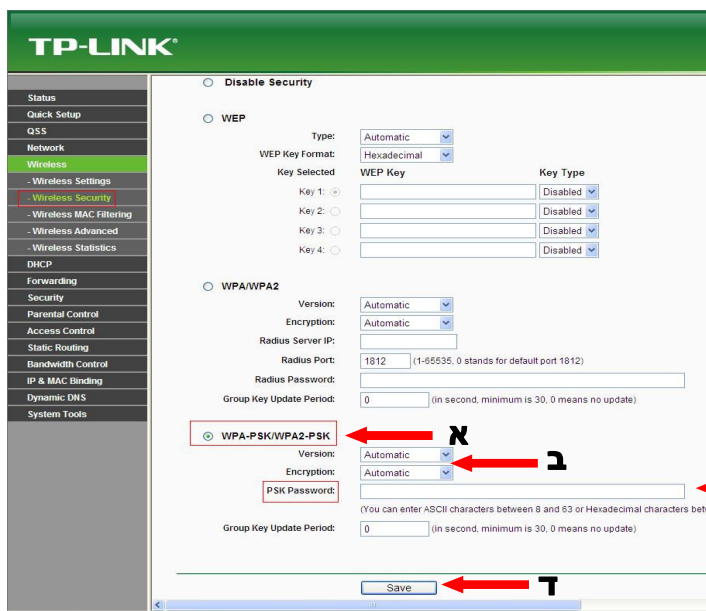 TP-LINK®
Status
Quick Setup
QSS
Network
Wireless
- Wireless Settings
- Wireless Security
- Wireless MAC Filtering
- Wireless Advanced
- Wireless Statistics
DHCP
Forwarding
Security
Parental Control
Access Control
Static Routing
Bandwidth Control
IP & MAC Binding
Dynamic DNS
System Tools
Disable Security
WEP
Type: Automatic
WEP Key Format: Hexadecimal
Key Selected WEP Key Key Type
Key 1: Disabled
Key 2: Disabled
Key 3: Disabled
Key 4: Disabled
WPA/WPA2
Version: Automatic
Encryption: Automatic
Radius Server IP:
Radius Port: 1812 (1-65535, 0 stands for default port 1812)
Radius Password:
Group Key Update Period: 0 (in second, minimum is 30, 0 means no update)
WPA-PSK/WPA2-PSK א
Version: Automatic ב
Encryption: Automatic
PSK Password:
(You can enter ASCII characters between 8 and 63 or Hexadecimal characters
Group Key Update Period: 0 (in second, minimum is 30, 0 means no update)
Save ד